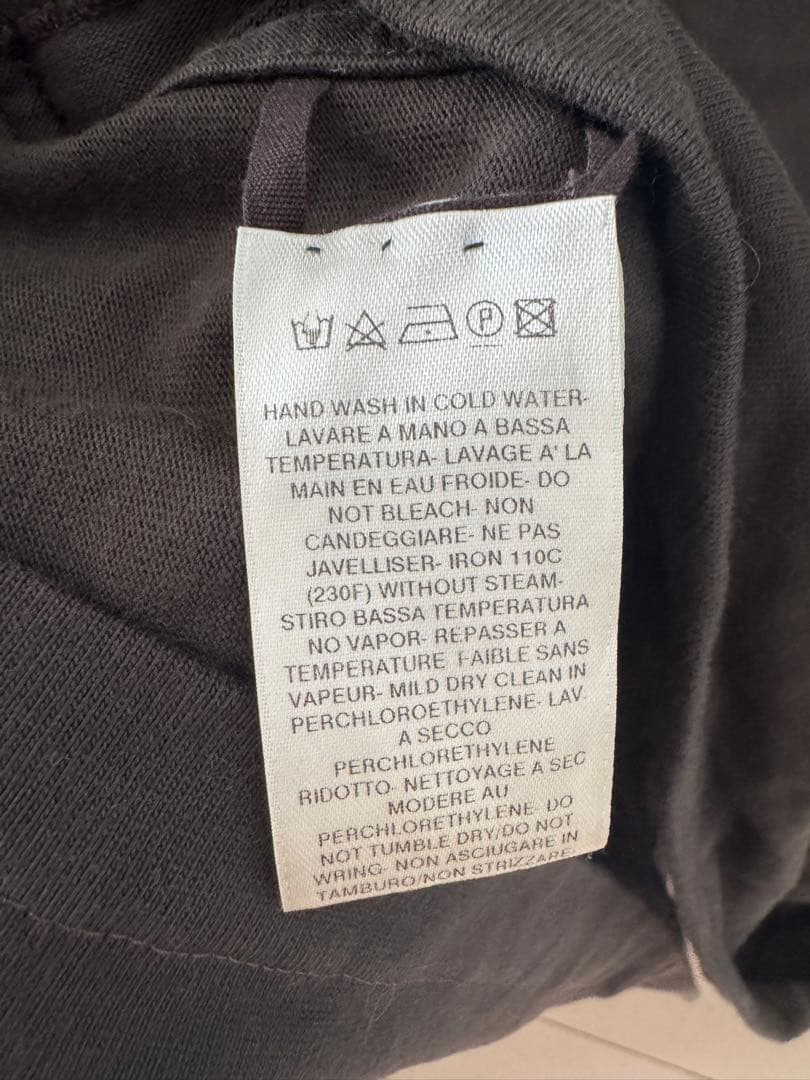 P
HAND WASH IN COLD WATER-
LAVARE A MANO A BASSA
TEMPERATURA- LAVAGE A' LA
MAIN EN EAU FROIDE- DO
NOT BLEACH- NON
CANDEGGIARE- NE PAS
JAVELLISER- IRON 110C
(230F) WITHOUT STEAM-
STIRO BASSA TEMPERATURA
NO VAPOR- REPASSER A
TEMPERATURE FAIBLE SANS
VAPEUR- MILD DRY CLEAN IN
PERCHLOROETHYLENE- LAV.
A SECCO
PERCHLORETHYLENE
RIDOTTO- NETTOYAGE A SEC
MODERE AU
PERCHLORETHYLENE- DO
NOT TUMBLE DRY/DO NOT
WRING- NON ASCIUGARE IN
TAMBURO/NON STRIZZARE-